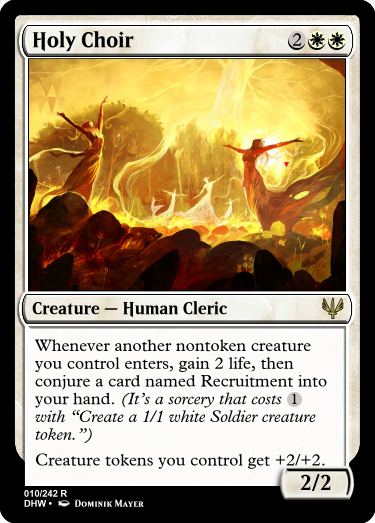 Holy Choir 2
Creature — Human Cleric
Whenever another nontoken creature
you control enters, gain 2 life, then
conjure a card named Recruitment into
your hand. (It's a sorcery that costs 1
with “Create a 1/1 white Soldier creature
token.”)
Creature tokens you control get +2/+2.
2/2
010/242 R
DHW • Dominik Mayer